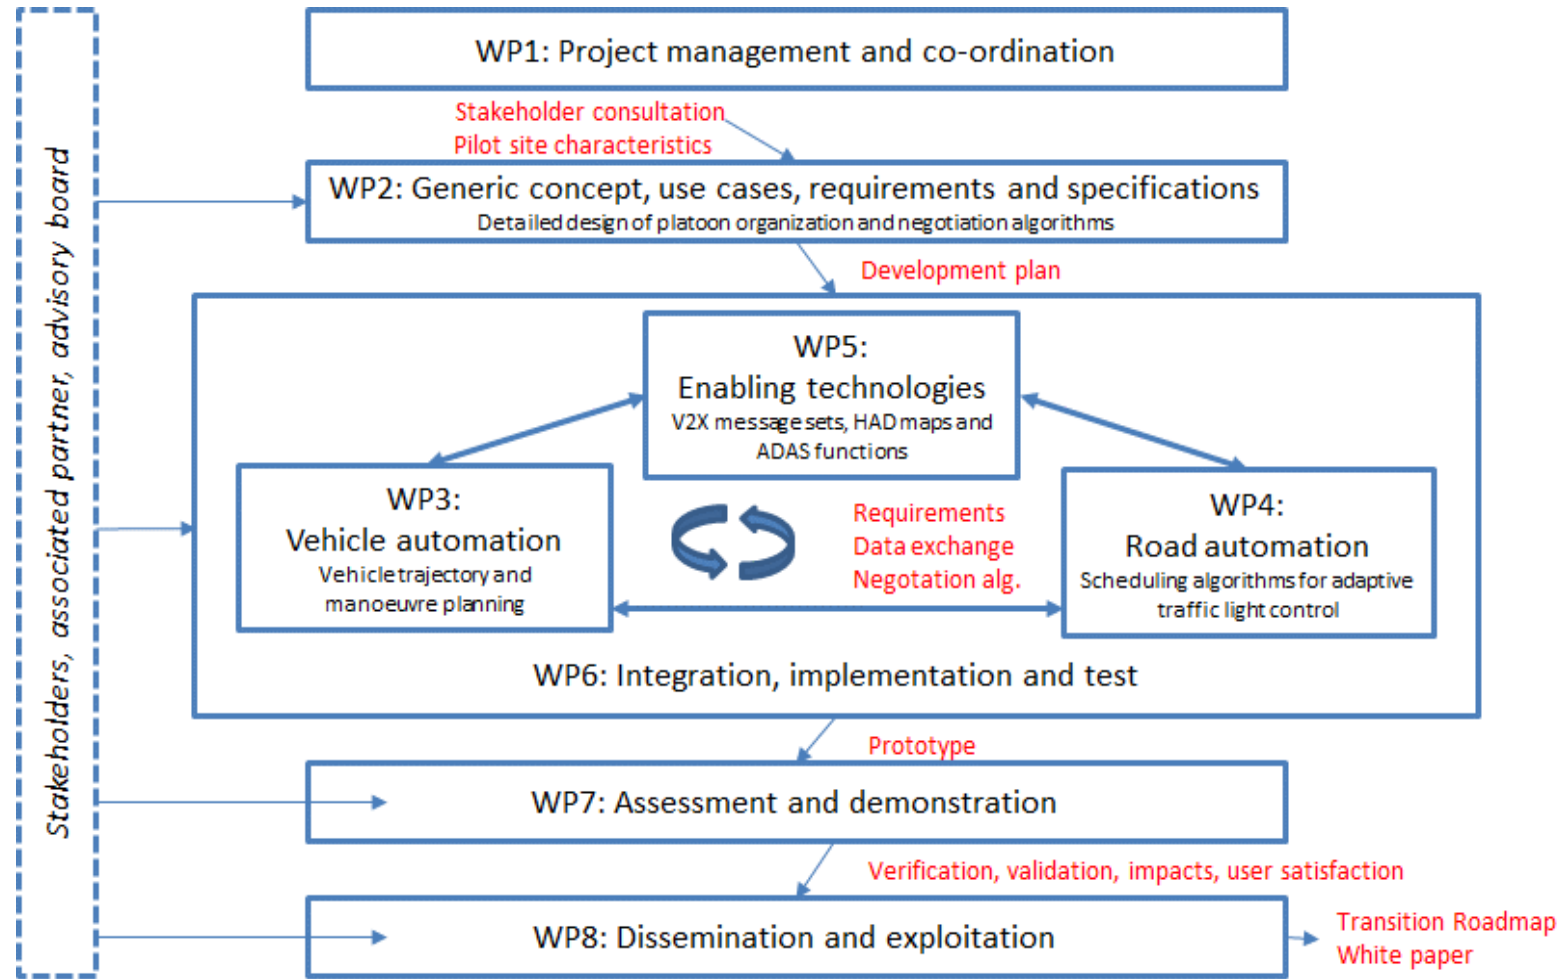 Stakeholders, associated partner, advisory board
WP1: Project management and co-ordination
Stakeholder consultation
Pilot site characteristics
WP2: Generic concept, use cases, requirements and specifications
Detailed design of platoon organization and negotiation algorithms
Development plan
WP5:
Enabling technologies
V2X message sets, HAD maps and
ADAS functions
WP3:
Vehicle automation
Vehicle trajectory and
manoeuvre planning
Requirements
Data exchange
Negotation alg.
WP4:
Road automation
Scheduling algorithms for adaptive
traffic light control
WP6: Integration, implementation and test
Prototype
WP7: Assessment and demonstration
Verification, validation, impacts, user satisfaction
WP8: Dissemination and exploitation
Transition Roadmap
White paper